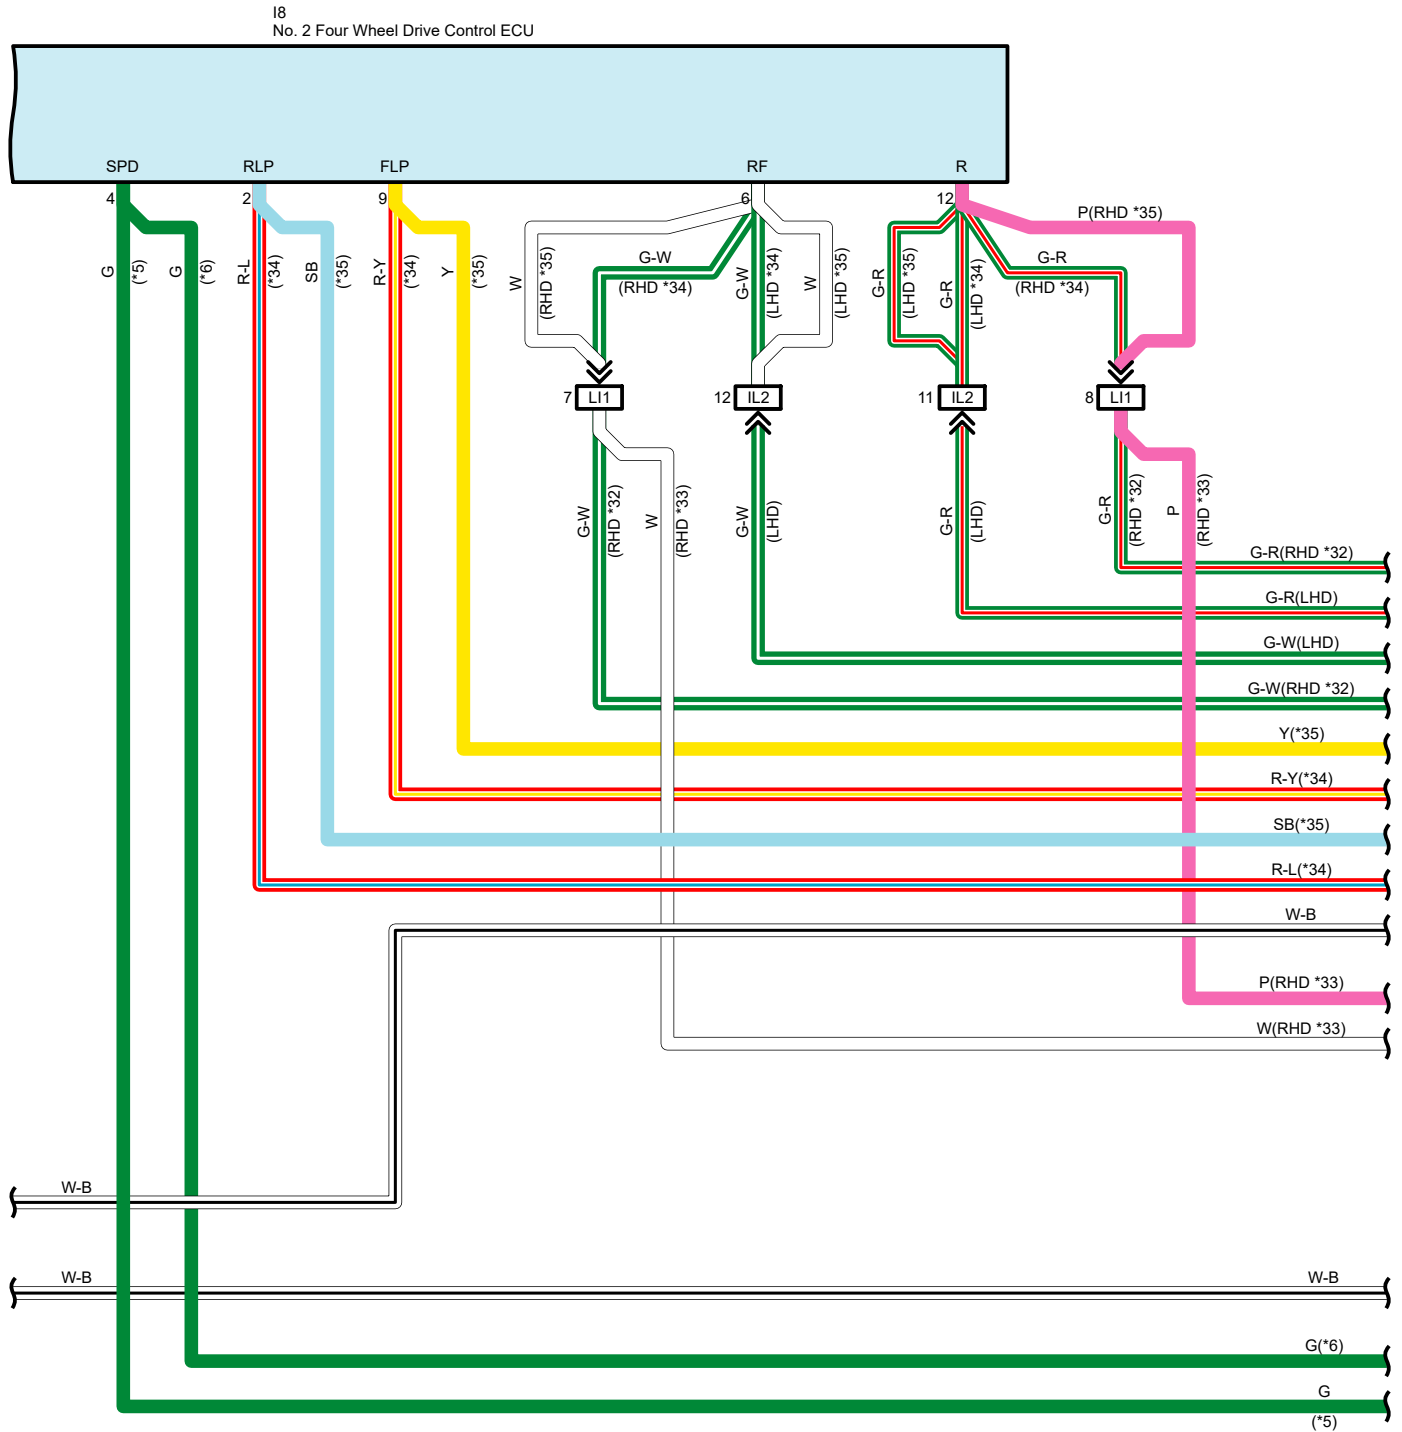 I8
No. 2 Four Wheel Drive Control ECU
SPD
RLP
FLP
RF
R
4
2
9
6
12
G
(*5)
G
(*6)
R-L
(*34)
SB
(*35)
R-Y
(*34)
Y
(*35)
W
(RHD *35)
G-W
(RHD *34)
G-W
(LHD *34)
W
(LHD *35)
G-R
(LHD *35)
G-R
(LHD *34)
G-R
(RHD *34)
P(RHD *35)
7
LI1
12
IL2
11
IL2
8
LI1
G-W
(RHD *32)
W
(RHD *33)
G-W
(LHD)
G-R
(LHD)
G-R
(RHD *32)
P
(RHD *33)
G-R(RHD *32)
G-R(LHD)
G-W(LHD)
G-W(RHD *32)
Y(*35)
R-Y(*34)
SB(*35)
R-L(*34)
W-B
P(RHD *33)
W(RHD *33)
W-B
W-B
W-B
G(*6)
G
(*5)